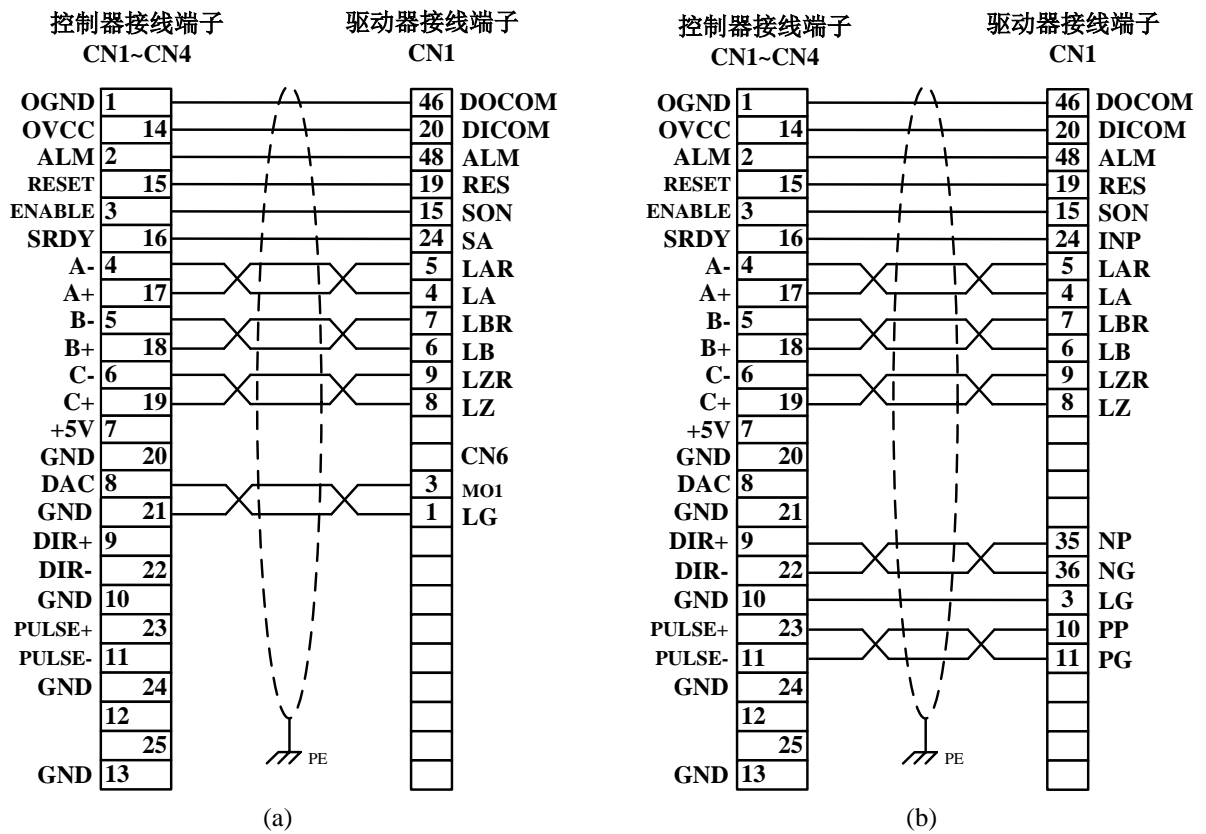 控制器接线端子 驱动器接线端子
CN1~CN4 CN1
OGND 1 46 DOCOM
OVCC 14 20 DICOM
ALM 2 48 ALM
RESET 15 19 RES
ENABLE 3 15 SON
SRDY 16 24 SA
A- 4 5 LAR
A+ 17 4 LA
B- 5 7 LBR
B+ 18 6 LB
C- 6 9 LZR
C+ 19 8 LZ
+5V 7
GND 20 CN6
DAC 8 3 MO1
GND 21 1 LG
DIR+ 9
DIR- 22
GND 10
PULSE+ 23
PULSE- 11
GND 24
12
25
GND 13
PE
(a)
控制器接线端子 驱动器接线端子
CN1~CN4 CN1
OGND 1 46 DOCOM
OVCC 14 20 DICOM
ALM 2 48 ALM
RESET 15 19 RES
ENABLE 3 15 SON
SRDY 16 24 INP
A- 4 5 LAR
A+ 17 4 LA
B- 5 7 LBR
B+ 18 6 LB
C- 6 9 LZR
C+ 19 8 LZ
+5V 7
GND 20
DAC 8
GND 21
DIR+ 9 35 NP
DIR- 22 36 NG
GND 10 3 LG
PULSE+ 23 10 PP
PULSE- 11 11 PG
GND 24
12
25
GND 13
PE
(b)